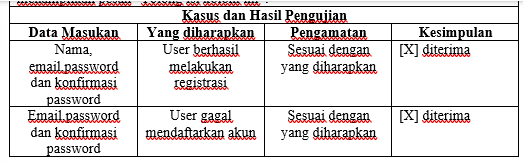 Kasus dan Hasil Pengujian
Data Masukan Yang diharapkan Pengamatan Kesimpulan
Nama, email,password dan konfirmasi password
User berhasil melakukan registrasi
Sesuai dengan yang diharapkan
[X] diterima
Email,password dan konfirmasi password
User gagal mendaftarkan akun
Sesuai dengan yang diharapkan
[X] diterima